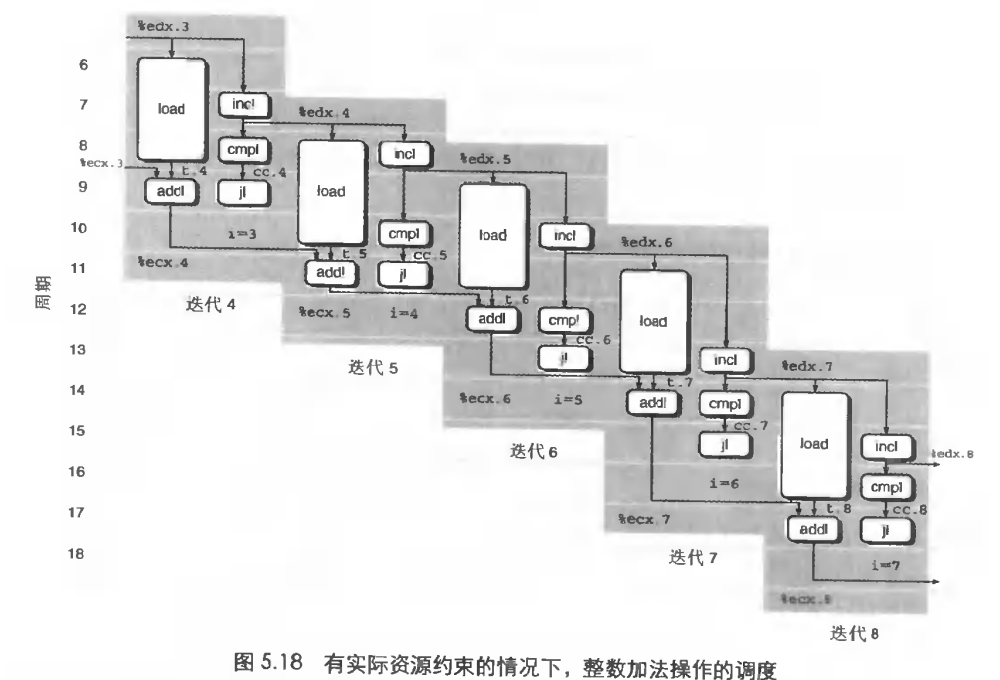 %edx.3
6
load
7
incl
%edx.4
8
cmpl
incl
%edx.5
%ecx.3
t.4
cc.4
load
9
addl
jl
load
10
i=3
cmpl
incl
%edx.6
t.5
cc.5
11
%ecx.4
addl
jl
周期
迭代 4
t.6
load
12
%ecx.5
i=4
addl
cmpl
cc.6
13
迭代 5
jl
incl
%edx.7
t.7
14
%ecx.6
i=5
addl
cmpl
cc.7
15
迭代 6
jl
load
incl
%edx.8
16
i=6
cmpl
t.8
cc.8
17
%ecx.7
addl
jl
18
迭代 7
i=7
%ecx.8
迭代 8
图 5.18 有实际资源约束的情况下，整数加法操作的调度